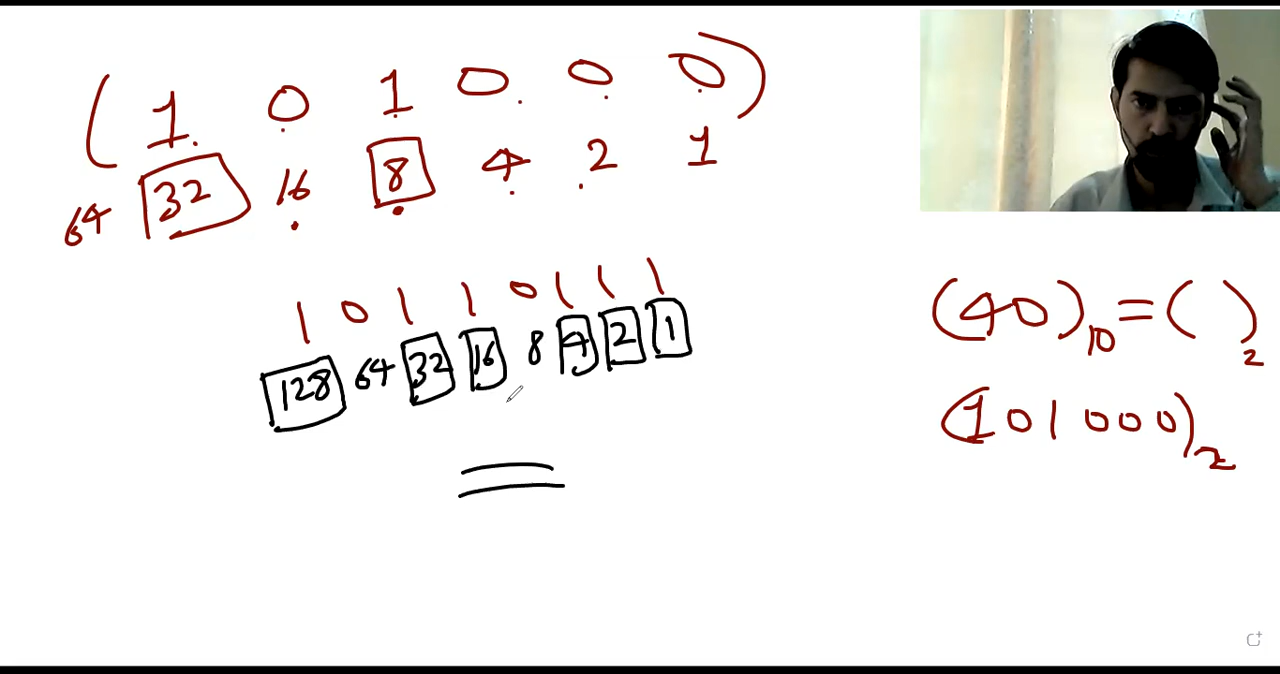 ( 1 0 1 0 0 0 )
64 32 16 8 4 2 1
1 0 1 1 0 1 1 1
128 64 32 16 8 4 2 1
(40)10 = ( )2
(101000)2